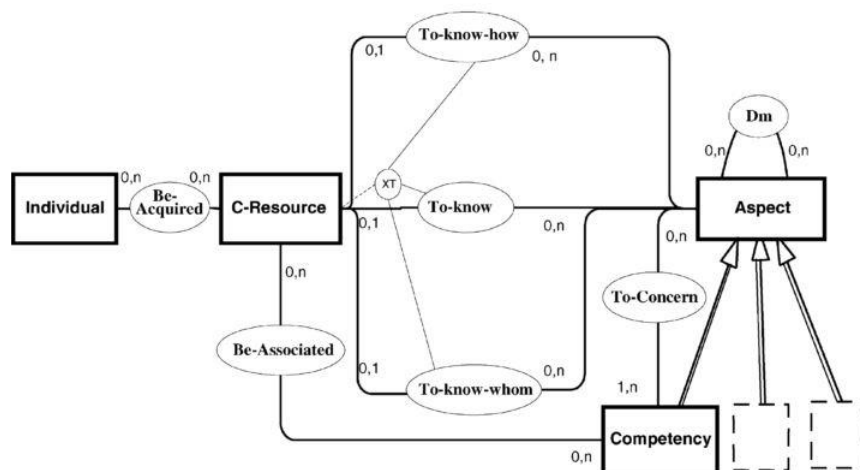 To-know-how
0,1
0, n
Dm
0,n
0,n
XT
0,n
0,n
Individual
Be-
Acquired
C-Resource
To-know
Aspect
0,1
0,n
0,n
0,n
To-Concern
Be-Associated
0,1
0,n
To-know-whom
1,n
Competency
0,n